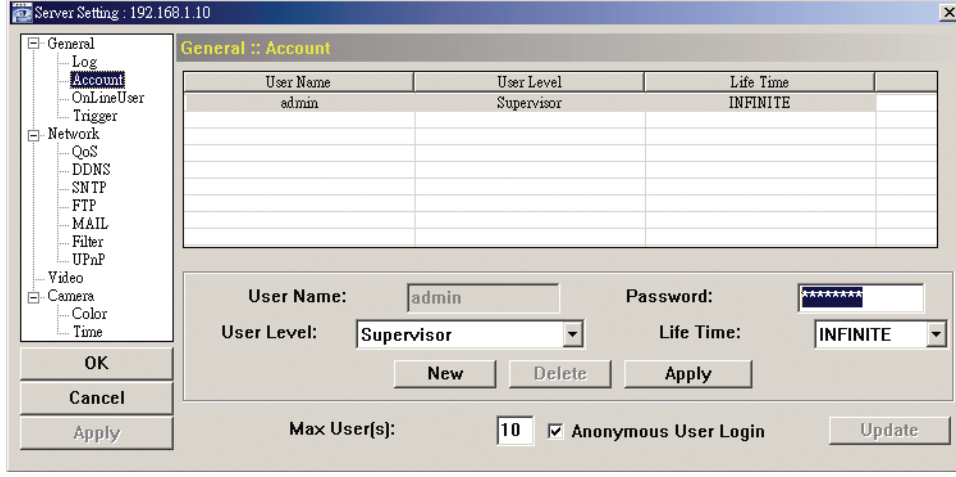 Server Setting : 192.168.1.10
General
Log
Account
OnLineUser
Trigger
Network
QoS
DDNS
SNTP
FTP
MAIL
Filter
UPnP
Video
Camera
Color
Time
OK
Cancel
Apply
General :: Account
User Name User Level Life Time
admin Supervisor INFINITE
User Name: admin Password: ********
User Level: Supervisor Life Time: INFINITE
New Delete Apply
Max User(s): 10 Anonymous User Login Update